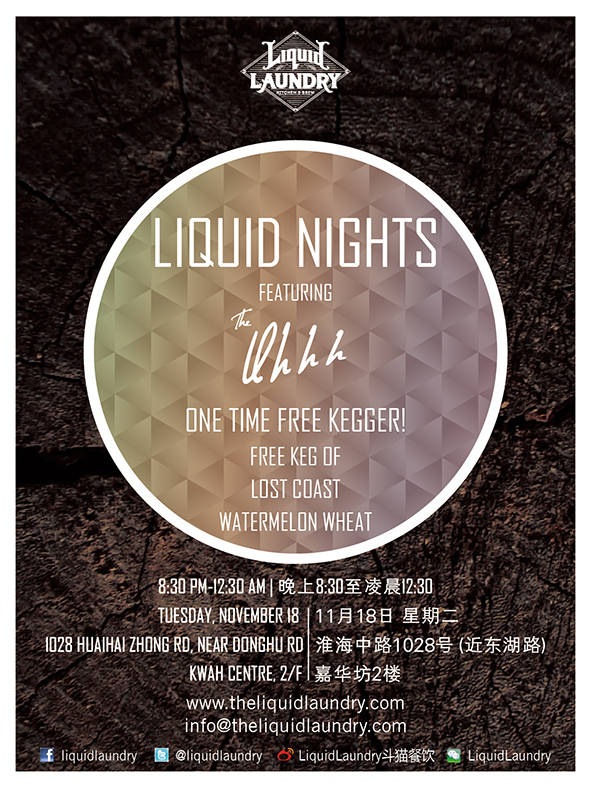 Liquid
LAUNDRY
KITCHEN & BREW
LIQUID NIGHTS
FEATURING
The
Uhhh
ONE TIME FREE KEGGER!
FREE KEG OF
LOST COAST
WATERMELON WHEAT
8:30 PM-12:30 AM | 晚上8:30至凌晨12:30
TUESDAY, NOVEMBER 18 | 11月18日 星期二
1028 HUAIHAI ZHONG RD, NEAR DONGHU RD | 淮海中路1028号 (近东湖路)
KWAH CENTRE, 2/F | 嘉华坊2楼
www.theliquidlaundry.com
info@theliquidlaundry.com
liquidlaundry @liquidlaundry LiquidLaundry斗猫餐饮 LiquidLaundry